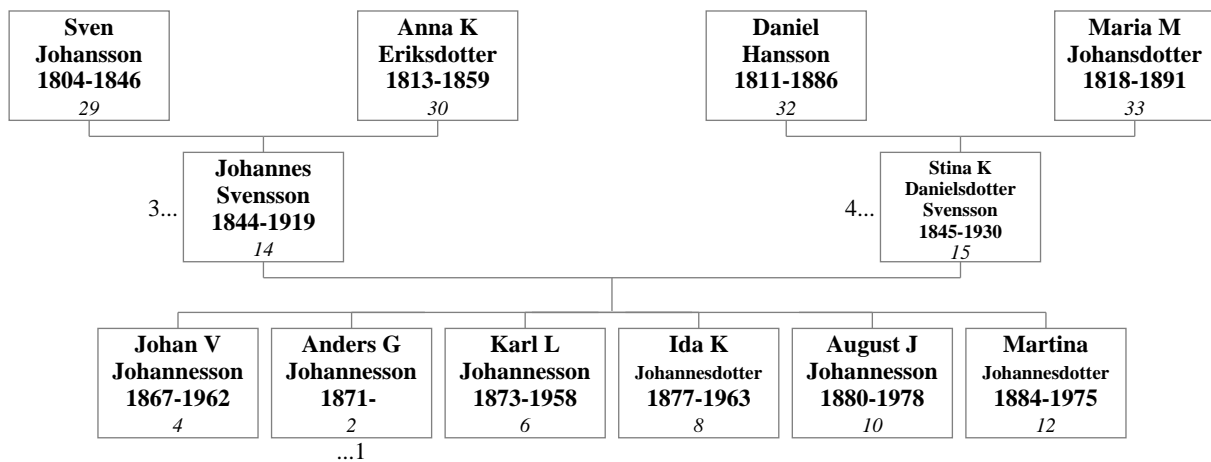 Sven
Johansson
1804-1846
29
Anna K
Eriksdotter
1813-1859
30
Daniel
Hansson
1811-1886
32
Maria M
Johansdotter
1818-1891
33
3...
Johannes
Svensson
1844-1919
14
4...
Stina K
Danielsdotter
Svensson
1845-1930
15
Johan V
Johannesson
1867-1962
4
Anders G
Johannesson
1871-
2
...1
Karl L
Johannesson
1873-1958
6
Ida K
Johannesdotter
1877-1963
8
August J
Johannesson
1880-1978
10
Martina
Johannesdotter
1884-1975
12